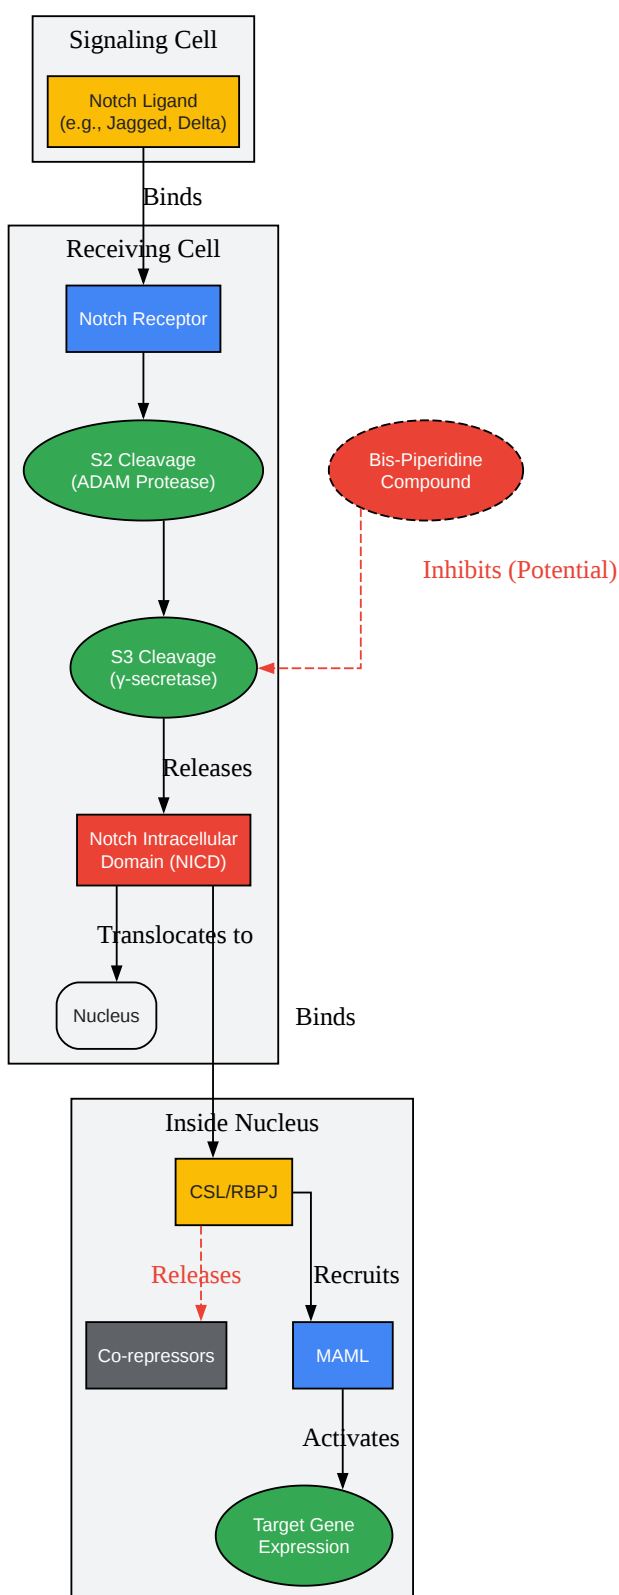 Signaling Cell
Notch Ligand
(e.g., Jagged, Delta)
Binds
Receiving Cell
Notch Receptor
S2 Cleavage
(ADAM Protease)
Bis-Piperidine
Compound
Inhibits (Potential)
S3 Cleavage
(γ-secretase)
Releases
Notch Intracellular
Domain (NICD)
Translocates to
Nucleus
Binds
Inside Nucleus
CSL/RBPJ
Releases
Recruits
Co-repressors
MAML
Activates
Target Gene
Expression